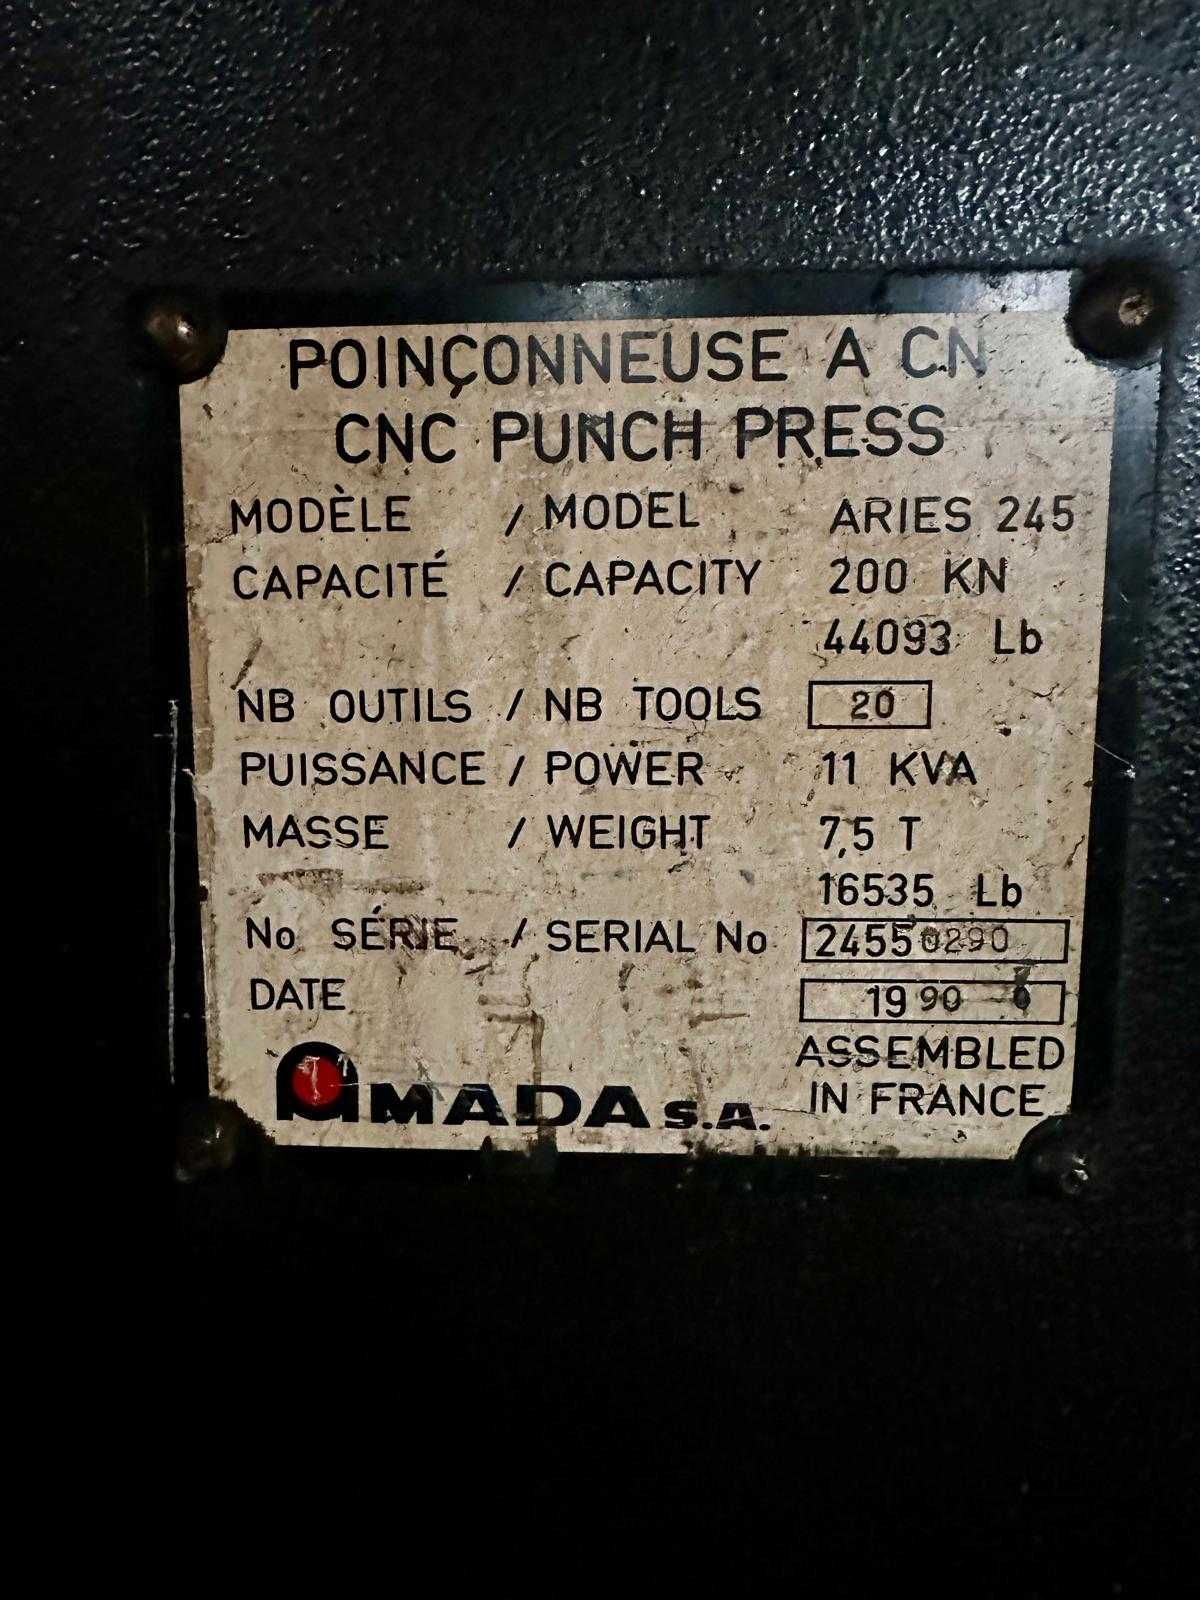 POINÇONNEUSE A CN
CNC PUNCH PRESS
MODÈLE / MODEL ARIES 245
CAPACITÉ / CAPACITY 200 KN
44093 Lb
NB OUTILS / NB TOOLS 20
PUISSANCE / POWER 11 KVA
MASSE / WEIGHT 7,5 T
16535 Lb
No SÉRIE / SERIAL No 24550290
DATE 1990
ASSEMBLED
IN FRANCE
AMADA S.A.